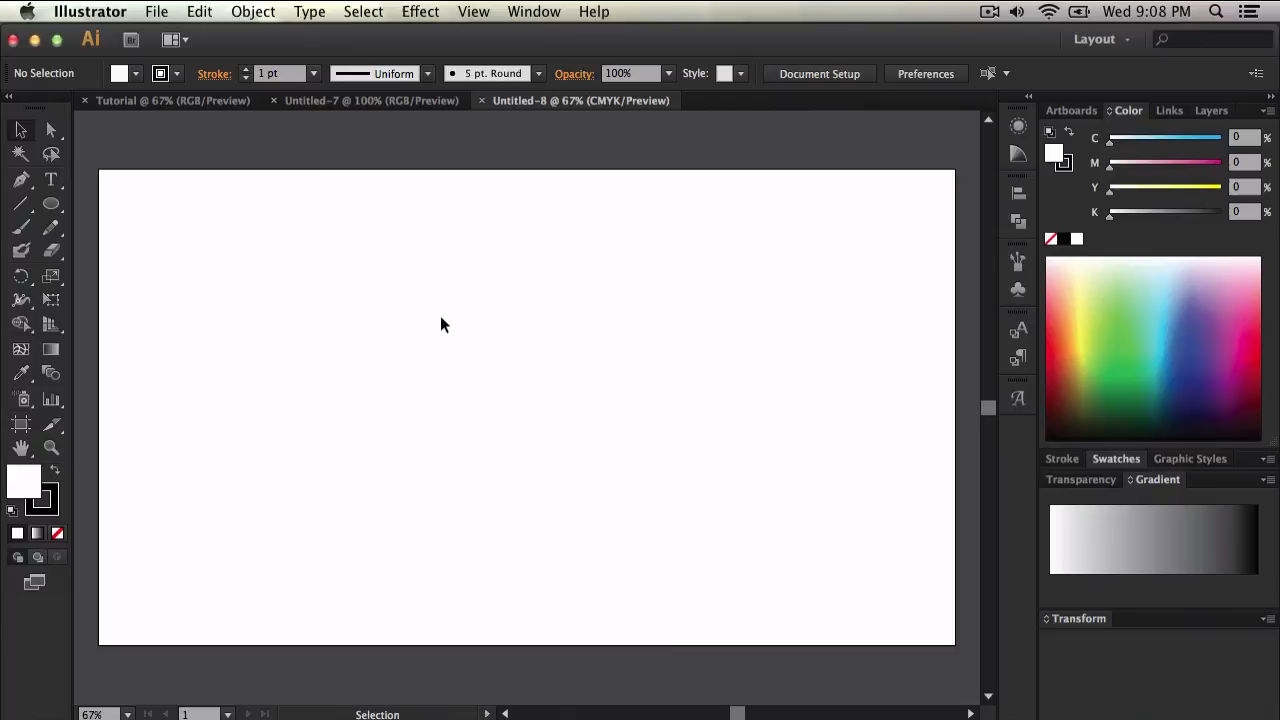 Illustrator File Edit Object Type Select Effect View Window Help Wed 9:08 PM
Ai Br Layout
No Selection Stroke: 1 pt Uniform 5 pt. Round Opacity: 100% Style: Document Setup Preferences
Tutorial @ 67% (RGB/Preview) Untitled-7 @ 100% (RGB/Preview) Untitled-8 @ 67% (CMYK/Preview)
Artboards Color Links Layers
C 0 %
M 0 %
Y 0 %
K 0 %
Stroke Swatches Graphic Styles
Transparency Gradient
Transform
67% 1 Selection